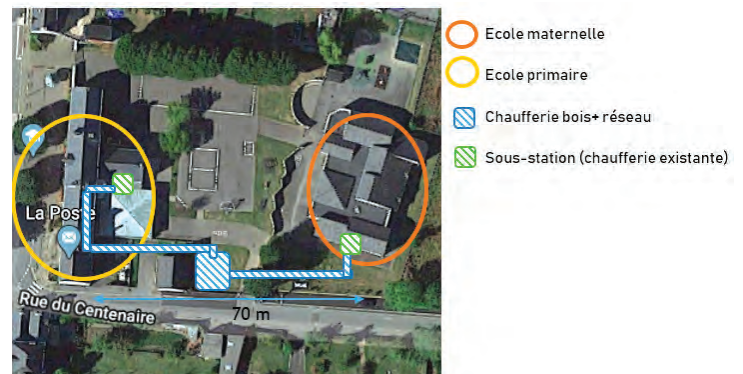 Ecole maternelle
Ecole primaire
Chaufferie bois+ réseau
Sous-station (chaufferie existante)
La Poste
Rue du Centenaire
70 m